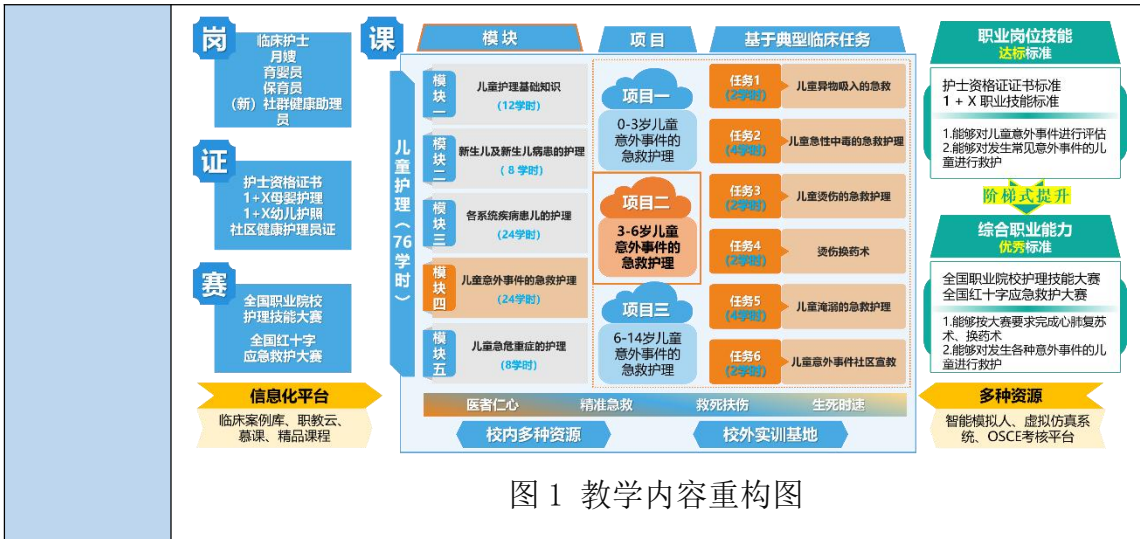 岗
临床护士
月嫂
育婴员
保育员
（新）社群健康助理
员
证
护士资格证书
1+X母婴护理
1+X幼儿护照
社区健康护理员证
赛
全国职业院校
护理技能大赛
全国红十字
应急救护大赛
信息化平台
临床案例库、职教云、
慕课、精品课程
课
儿童护理（76学时）
模块
模块一
儿童护理基础知识
(12学时)
模块二
新生儿及新生儿病患的护理
( 8 学时)
模块三
各系统疾病患儿的护理
(24学时)
模块四
儿童意外事件的急救护理
(24学时)
模块五
儿童急危重症的护理
(8学时)
项目
项目一
0-3岁儿童
意外事件的
急救护理
项目二
3-6岁儿童
意外事件的
急救护理
项目三
6-14岁儿童
意外事件的
急救护理
基于典型临床任务
任务1
(2学时)
儿童异物吸入的急救
任务2
(4学时)
儿童急性中毒的急救护理
任务3
(2学时)
儿童烫伤的急救护理
任务4
(2学时)
烫伤换药术
任务5
(4学时)
儿童淹溺的急救护理
任务6
(2学时)
儿童意外事件社区宣教
医者仁心 精准急救 救死扶伤 生死时速
校内多种资源 校外实训基地
职业岗位技能
达标标准
护士资格证证书标准
1 + X 职业技能标准
1.能够对儿童意外事件进行评估
2.能够对发生常见意外事件的儿
童进行救护
阶梯式提升
综合职业能力
优秀标准
全国职业院校护理技能大赛
全国红十字应急救护大赛
1.能够按大赛要求完成心肺复苏
术、换药术
2.能够对发生各种意外事件的儿
童进行救护
多种资源
智能模拟人、虚拟仿真系
统、OSCE考核平台
图 1 教学内容重构图